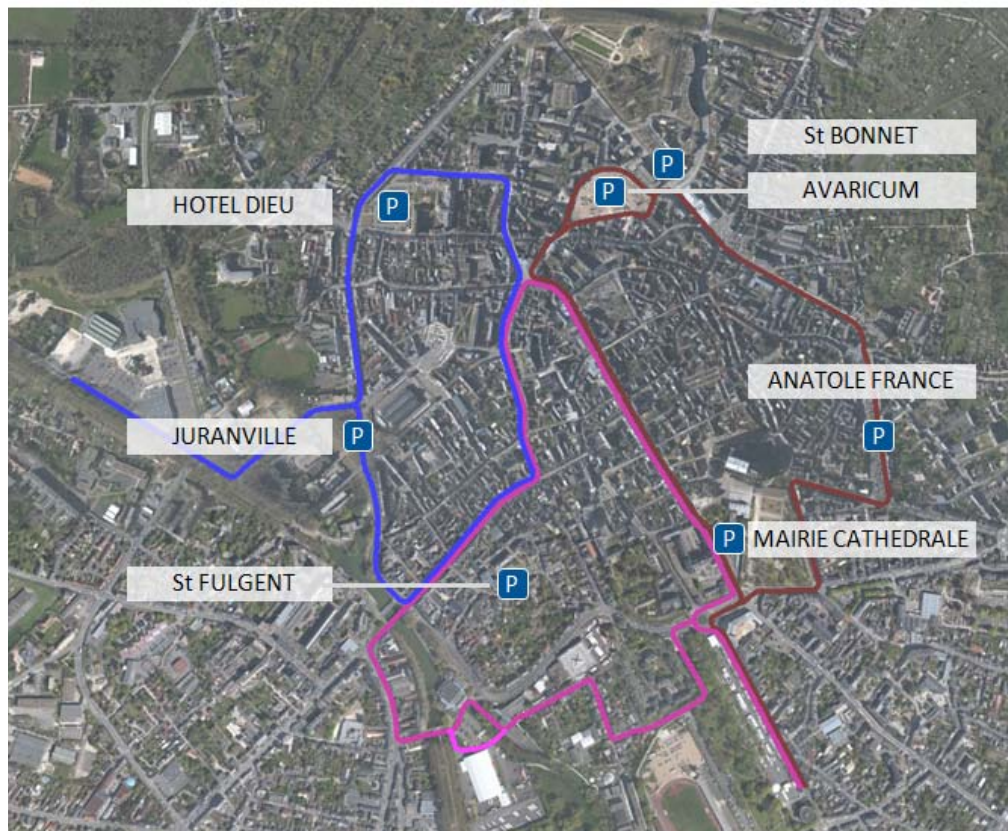 St BONNET
P
AVARICUM
P
HOTEL DIEU
P
ANATOLE FRANCE
P
JURANVILLE
P
MAIRIE CATHEDRALE
P
St FULGENT
P